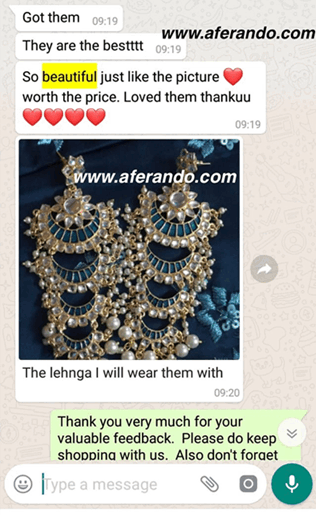 Got them 09:19
www.aferando.com
They are the bestttt 09:19
So beautiful just like the picture ❤️
worth the price. Loved them thankuu
❤️❤️❤️❤️
09:19
www.aferando.com
The lehnga I will wear them with
09:20
Thank you very much for your
valuable feedback. Please do keep
shopping with us. Also don't forget
Type a message